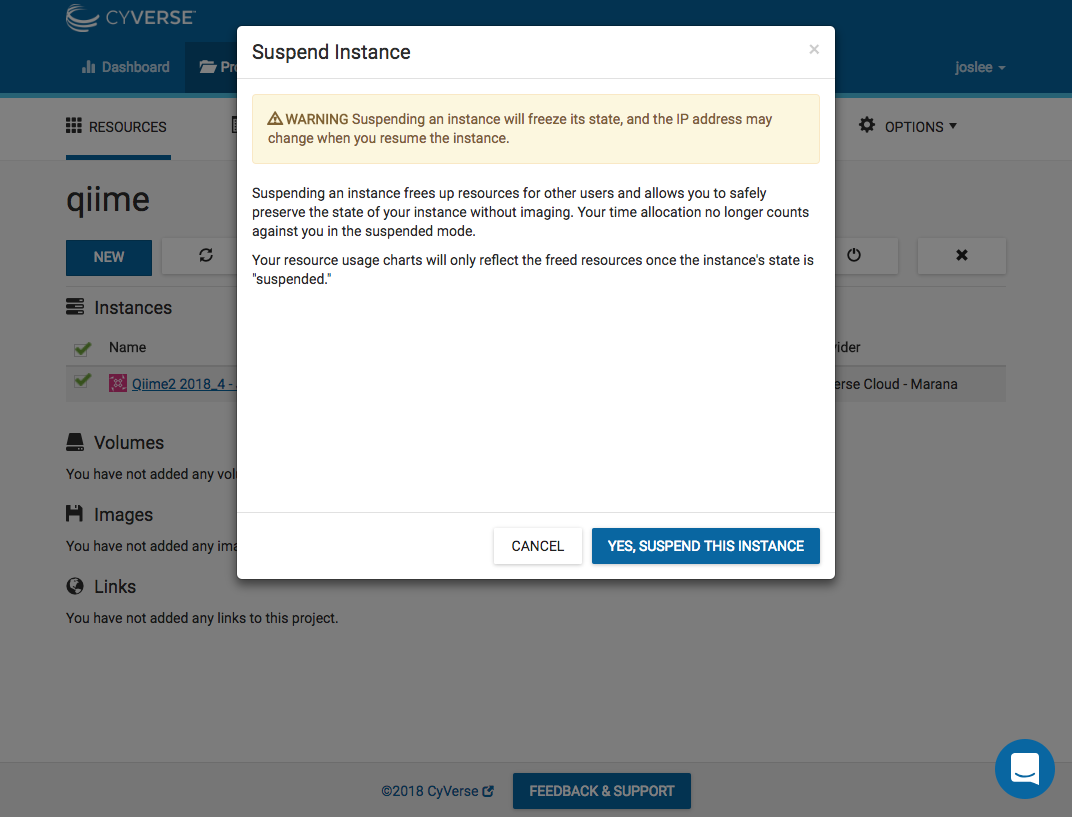 CYVERSE
Dashboard
Pro
joslee
Suspend Instance
×
WARNING Suspending an instance will freeze its state, and the IP address may
change when you resume the instance.
Suspending an instance frees up resources for other users and allows you to safely
preserve the state of your instance without imaging. Your time allocation no longer counts
against you in the suspended mode.
Your resource usage charts will only reflect the freed resources once the instance's state is
"suspended."
CANCEL
YES, SUSPEND THIS INSTANCE
RESOURCES
OPTIONS
qiime
NEW
Instances
Name
vider
Qiime2 2018_4 -
erse Cloud - Marana
Volumes
You have not added any volu
Images
You have not added any ima
Links
You have not added any links to this project.
©2018 CyVerse
FEEDBACK & SUPPORT